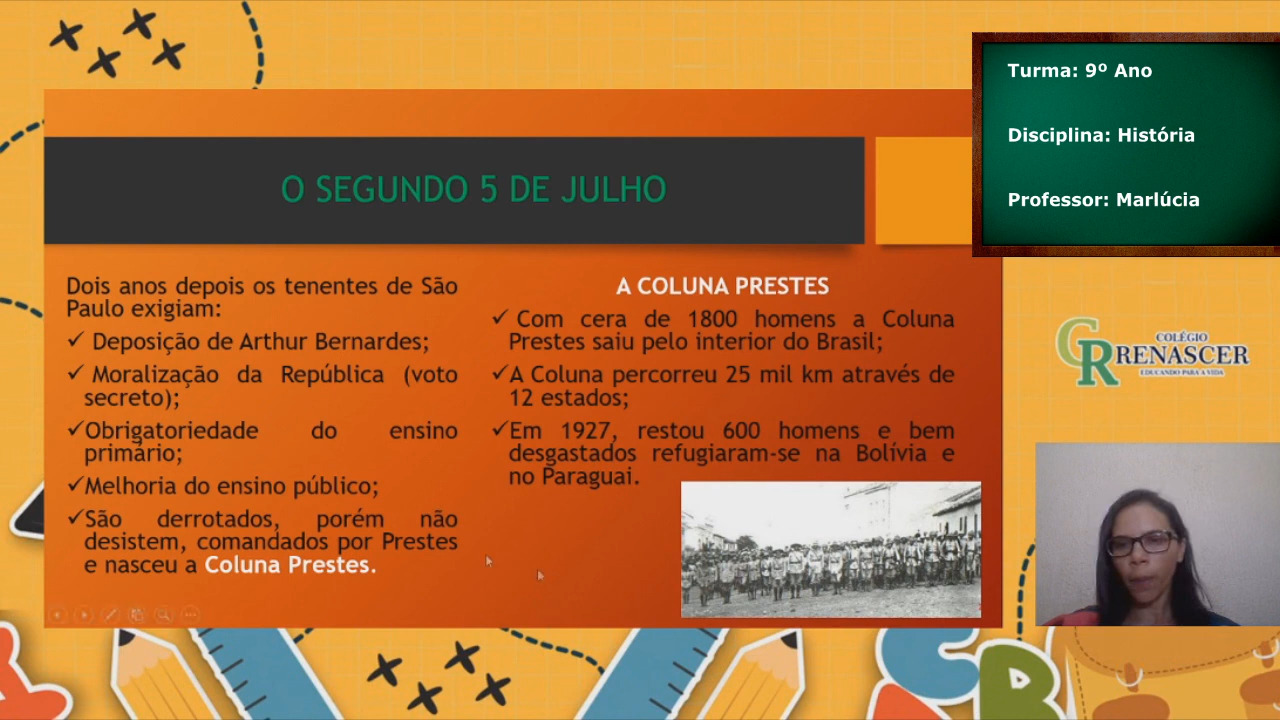 Turma: 9º Ano
Disciplina: História
Professor: Marlúcia
O SEGUNDO 5 DE JULHO
Dois anos depois os tenentes de São
Paulo exigiam:
✓ Deposição de Arthur Bernardes;
✓ Moralização da República (voto
secreto);
✓Obrigatoriedade do ensino
primário;
✓Melhoria do ensino público;
✓São derrotados, porém não
desistem, comandados por Prestes
e nasceu a Coluna Prestes.
A COLUNA PRESTES
✓ Com cera de 1800 homens a Coluna
Prestes saiu pelo interior do Brasil;
✓A Coluna percorreu 25 mil km através de
12 estados;
✓Em 1927, restou 600 homens e bem
desgastados refugiaram-se na Bolívia e
no Paraguai.
COLÉGIO
CR RENASCER
EDUCANDO PARA A VIDA